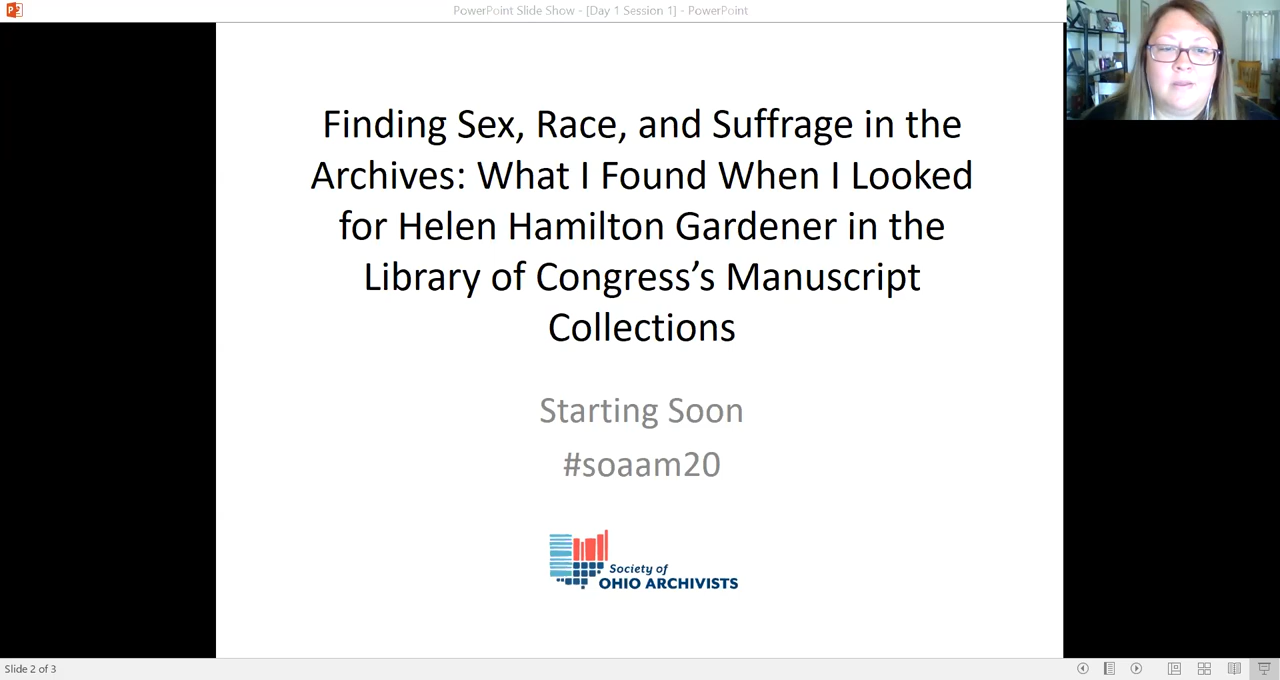 PowerPoint Slide Show - [Day 1 Session 1] - PowerPoint
Finding Sex, Race, and Suffrage in the
Archives: What I Found When I Looked
for Helen Hamilton Gardener in the
Library of Congress’s Manuscript
Collections
Starting Soon
#soaam20
Society of
OHIO ARCHIVISTS
Slide 2 of 3